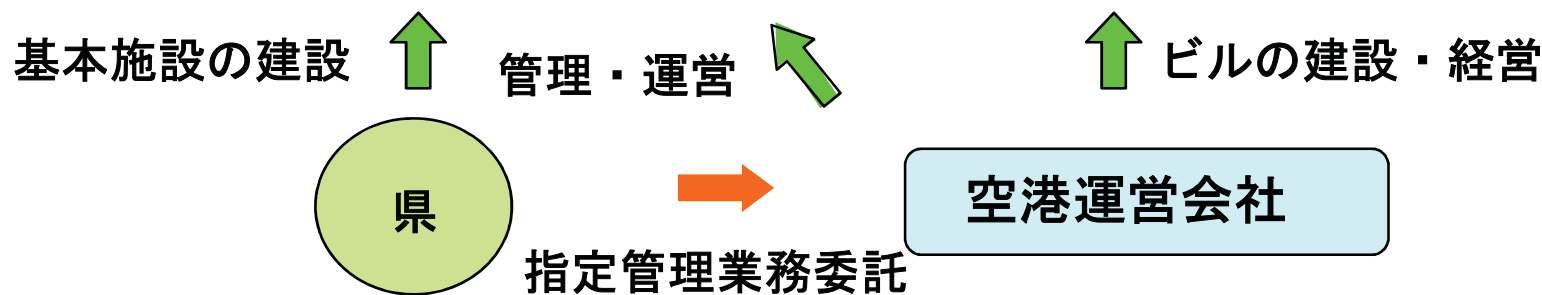 基本施設の建設
管理・運営
ビルの建設・経営
県
空港運営会社
指定管理業務委託